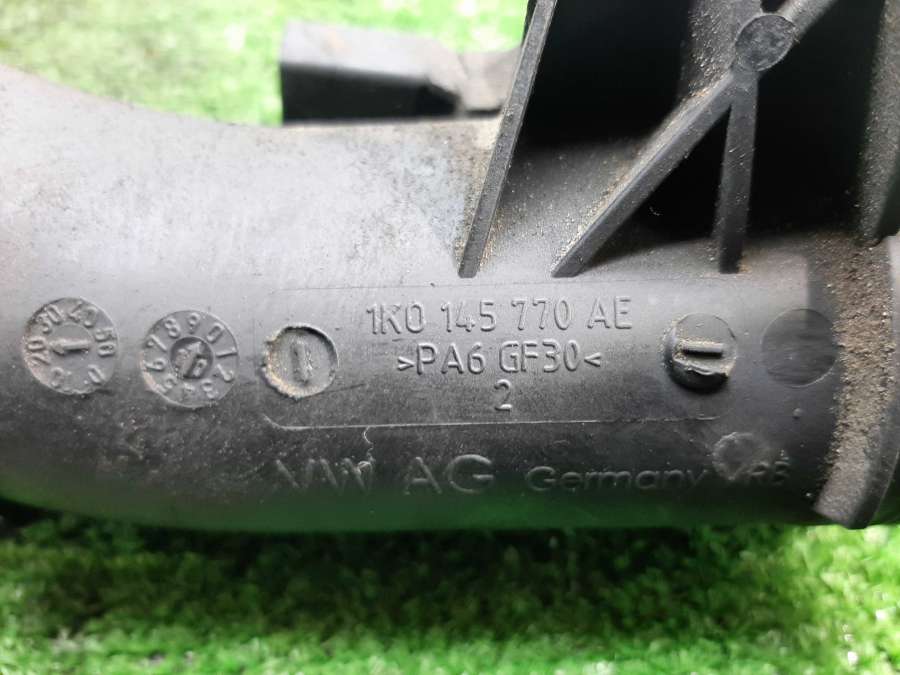 1K0 145 770 AE
>PA6 GF30<
2
VW AG Germany